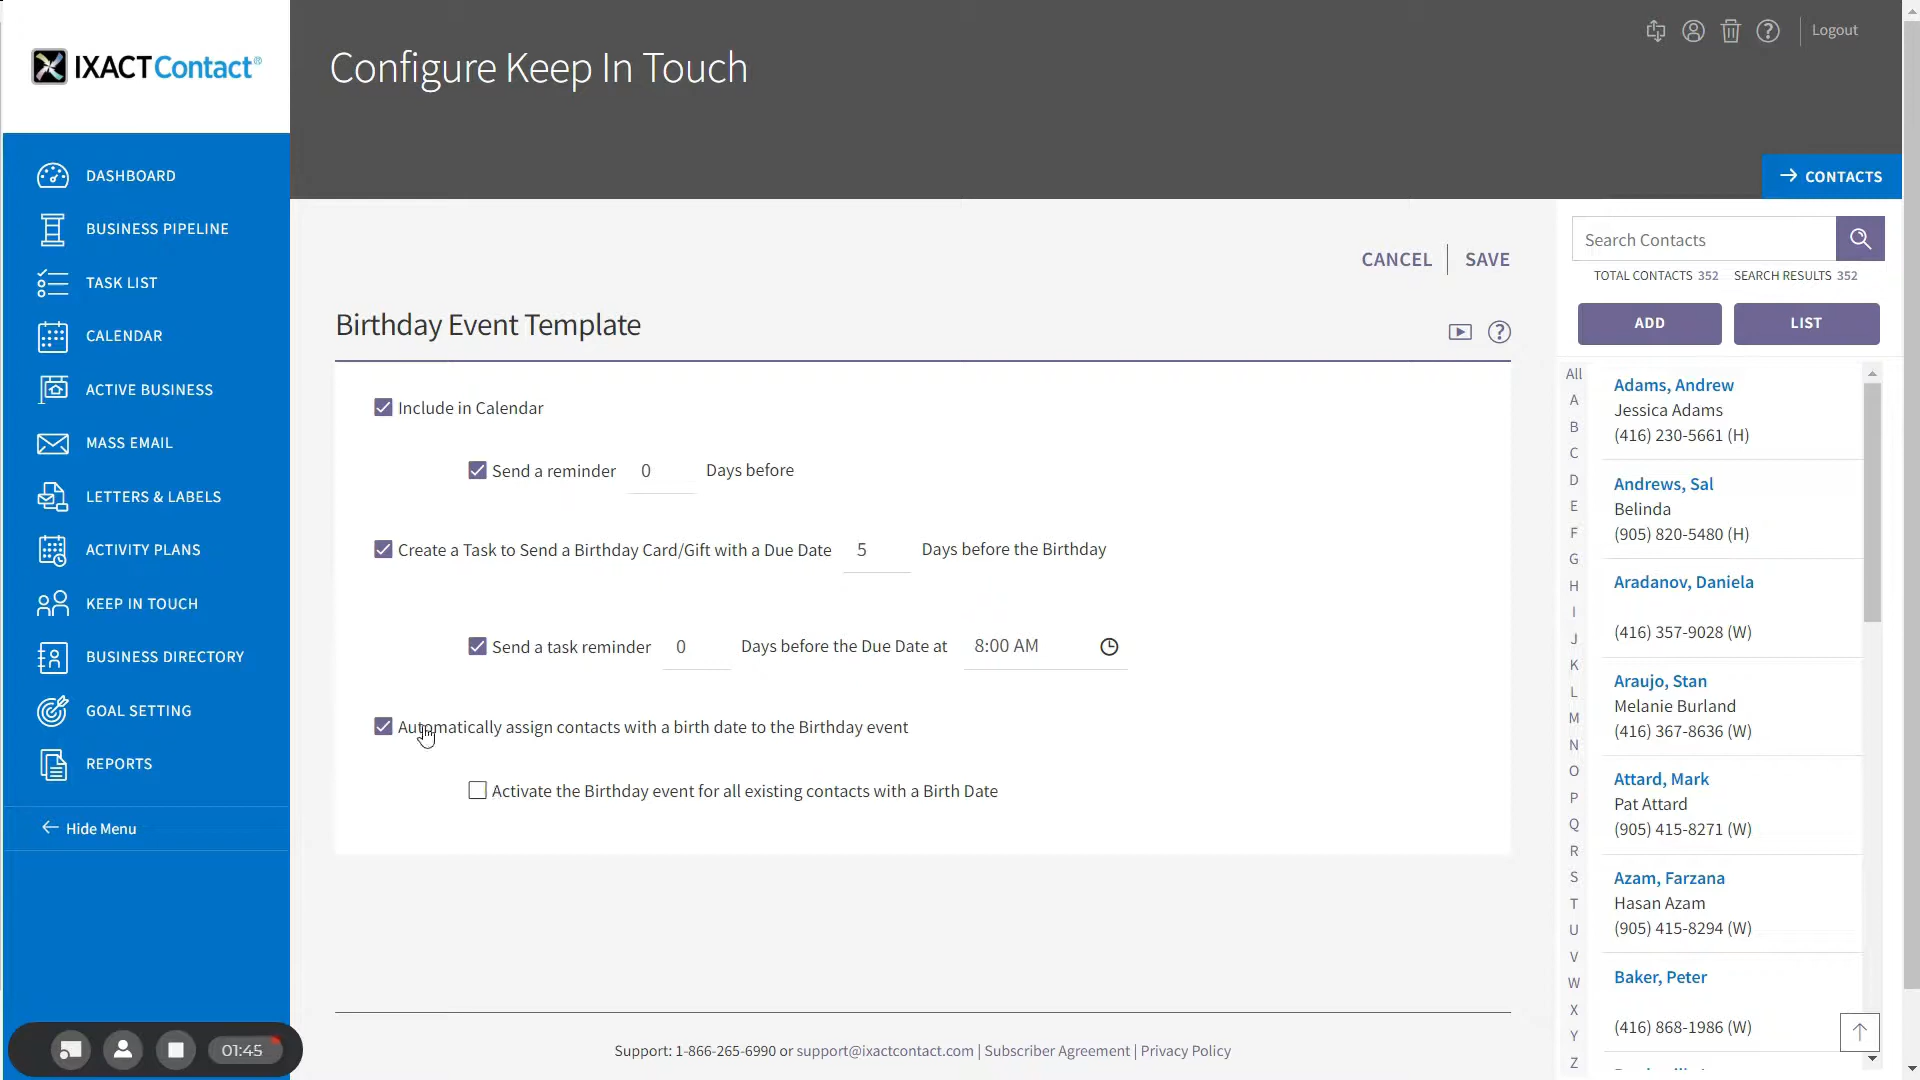 IXACTContact®
Configure Keep In Touch
Logout
→ CONTACTS
DASHBOARD
BUSINESS PIPELINE
TASK LIST
CALENDAR
ACTIVE BUSINESS
MASS EMAIL
LETTERS & LABELS
ACTIVITY PLANS
KEEP IN TOUCH
BUSINESS DIRECTORY
GOAL SETTING
REPORTS
Hide Menu
01:45
CANCEL | SAVE
Birthday Event Template
Include in Calendar
Send a reminder 0 Days before
Create a Task to Send a Birthday Card/Gift with a Due Date 5 Days before the Birthday
Send a task reminder 0 Days before the Due Date at 8:00 AM
Automatically assign contacts with a birth date to the Birthday event
Activate the Birthday event for all existing contacts with a Birth Date
Support: 1-866-265-6990 or support@ixactcontact.com | Subscriber Agreement | Privacy Policy
Search Contacts
TOTAL CONTACTS 352 SEARCH RESULTS 352
ADD LIST
All
A
B
C
D
E
F
G
H
I
J
K
L
M
N
O
P
Q
R
S
T
U
V
W
X
Y
Z
Adams, Andrew
Jessica Adams
(416) 230-5661 (H)
Andrews, Sal
Belinda
(905) 820-5480 (H)
Aradanov, Daniela
(416) 357-9028 (W)
Araujo, Stan
Melanie Burland
(416) 367-8636 (W)
Attard, Mark
Pat Attard
(905) 415-8271 (W)
Azam, Farzana
Hasan Azam
(905) 415-8294 (W)
Baker, Peter
(416) 868-1986 (W)